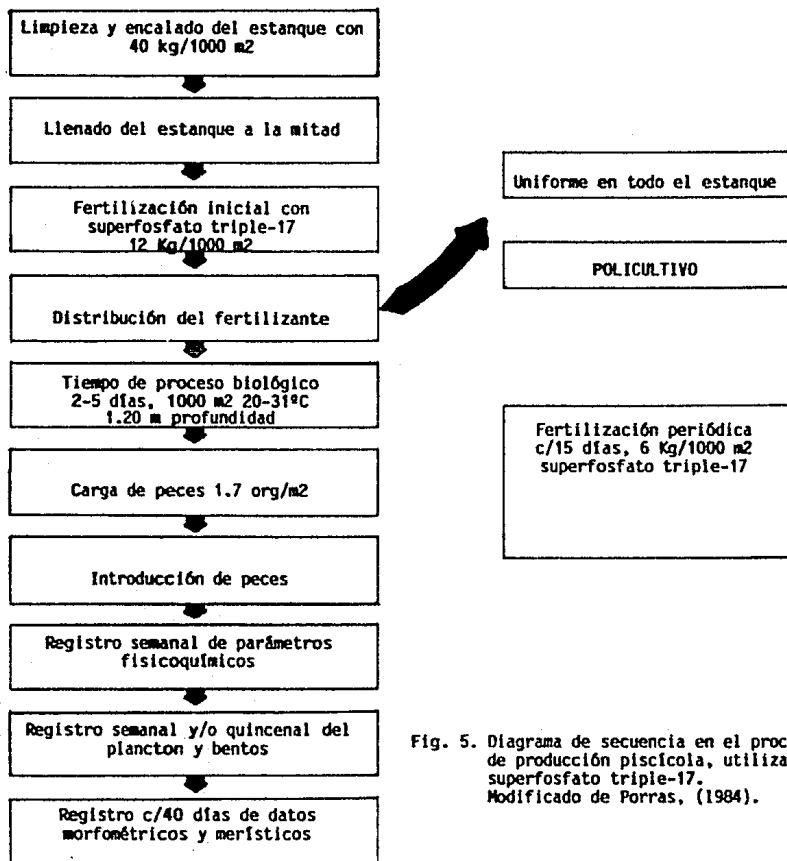 Limpieza y encalado del estanque con
40 kg/1000 m2
Llenado del estanque a la mitad
Fertilización inicial con
superfosfato triple-17
12 Kg/1000 m2
Distribución del fertilizante
Tiempo de proceso biológico
2-5 días, 1000 m2 20-31ºC
1.20 m profundidad
Carga de peces 1.7 org/m2
Introducción de peces
Registro semanal de parámetros
fisicoquímicos
Registro semanal y/o quincenal del
plancton y bentos
Registro c/40 días de datos
morfométricos y merísticos
Uniforme en todo el estanque
POLICULTIVO
Fertilización periódica
c/15 días, 6 Kg/1000 m2
superfosfato triple-17
Fig. 5. Diagrama de secuencia en el proc
de producción piscícola, utiliza
superfosfato triple-17.
Modificado de Porras, (1984).